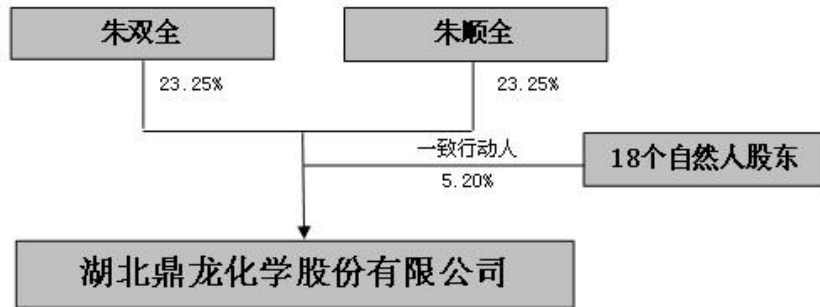 朱双全
朱顺全
23.25%
23.25%
一致行动人
5.20%
18个自然人股东
湖北鼎龙化学股份有限公司